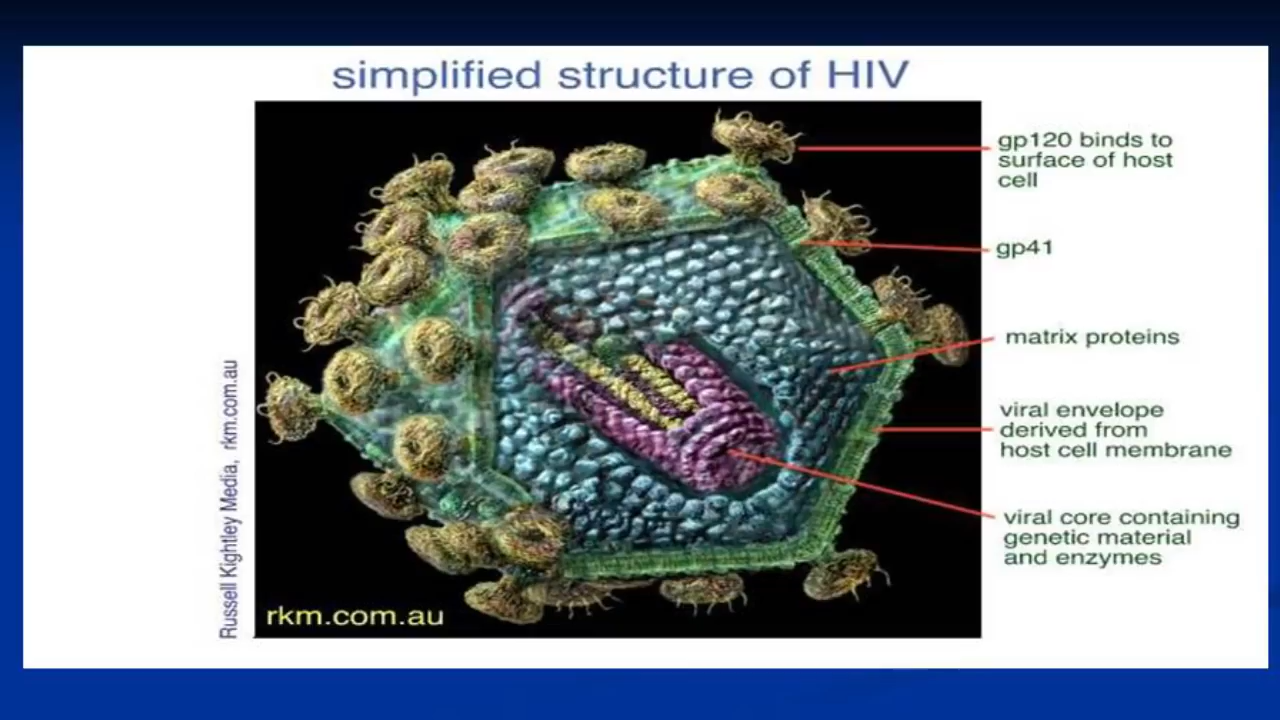 simplified structure of HIV
gp120 binds to
surface of host
cell
gp41
matrix proteins
viral envelope
derived from
host cell membrane
viral core containing
genetic material
and enzymes
Russell Kightley Media, rkm.com.au
rkm.com.au